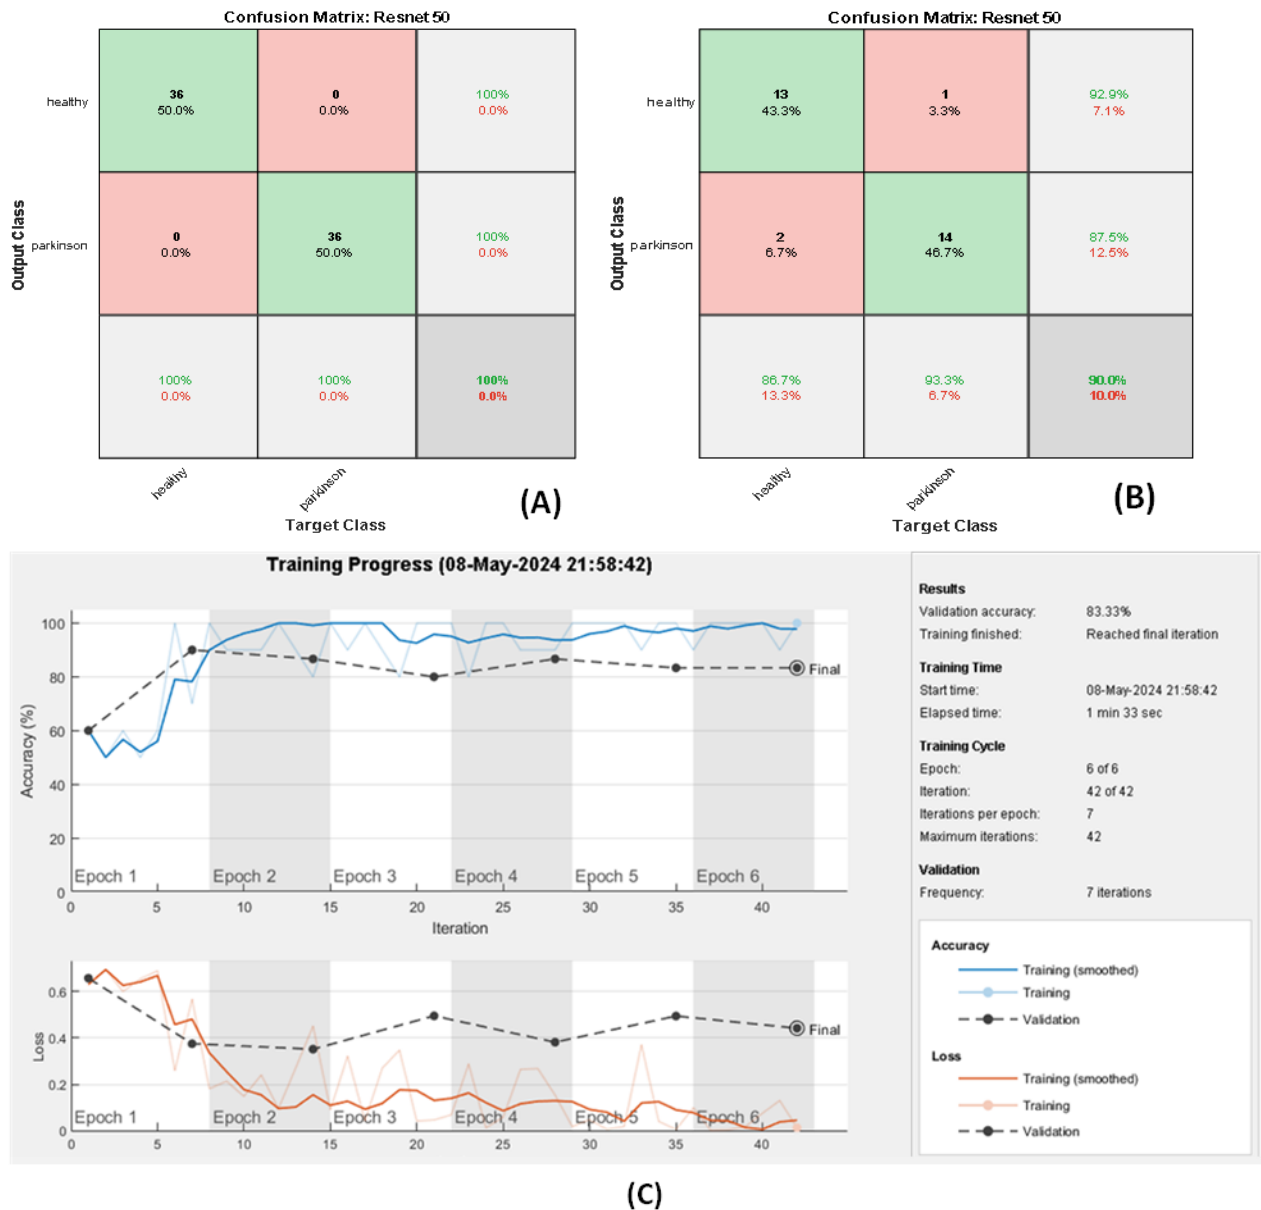 Confusion Matrix: Resnet 50
healthy
36
50.0%
0
0.0%
100%
0.0%
parkinson
0
0.0%
36
50.0%
100%
0.0%
100%
0.0%
100%
0.0%
100%
0.0%
Output Class
healthy
parkinson
Target Class
(A)
Confusion Matrix: Resnet 50
healthy
13
43.3%
1
3.3%
92.9%
7.1%
parkinson
2
6.7%
14
46.7%
87.5%
12.5%
86.7%
13.3%
93.3%
6.7%
90.0%
10.0%
Output Class
healthy
parkinson
Target Class
(B)
Training Progress (08-May-2024 21:58:42)
Accuracy (%)
100
80
60
40
20
0
Final
Epoch 1
Epoch 2
Epoch 3
Epoch 4
Epoch 5
Epoch 6
0
5
10
15
20
25
30
35
40
Iteration
Loss
0.6
0.4
0.2
0
Final
Epoch 1
Epoch 2
Epoch 3
Epoch 4
Epoch 5
Epoch 6
0
5
10
15
20
25
30
35
40
Results
Validation accuracy: 83.33%
Training finished: Reached final iteration
Training Time
Start time: 08-May-2024 21:58:42
Elapsed time: 1 min 33 sec
Training Cycle
Epoch: 6 of 6
Iteration: 42 of 42
Iterations per epoch: 7
Maximum iterations: 42
Validation
Frequency: 7 iterations
Accuracy
Training (smoothed)
Training
Validation
Loss
Training (smoothed)
Training
Validation
(C)